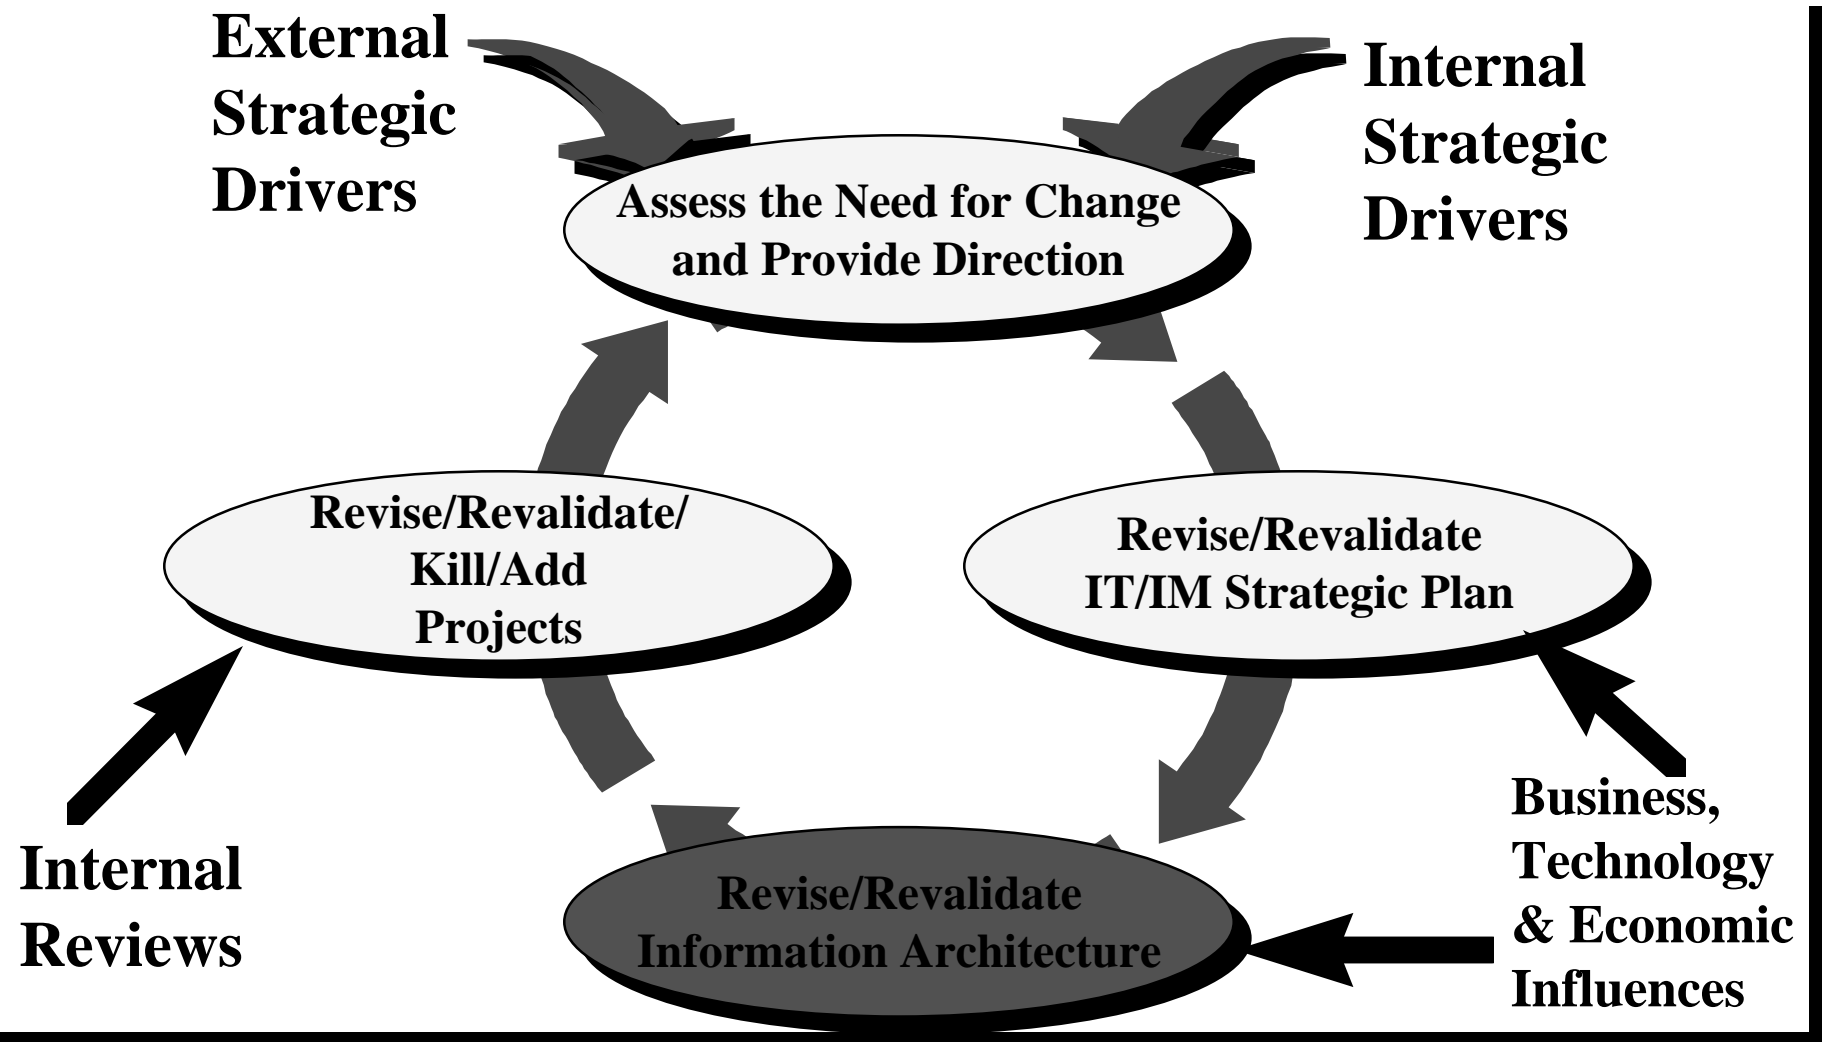 External
Strategic
Drivers
Internal
Strategic
Drivers
Assess the Need for Change
and Provide Direction
Revise/Revalidate/
Kill/Add
Projects
Revise/Revalidate
IT/IM Strategic Plan
Internal
Reviews
Revise/Revalidate
Information Architecture
Business,
Technology
& Economic
Influences